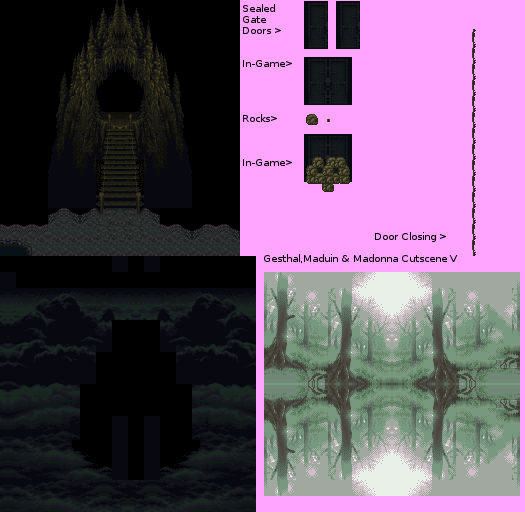 Sealed
Gate
Doors >
In-Game>
Rocks>
In-Game>
Door Closing >
Gesthal,Maduin & Madonna Cutscene V